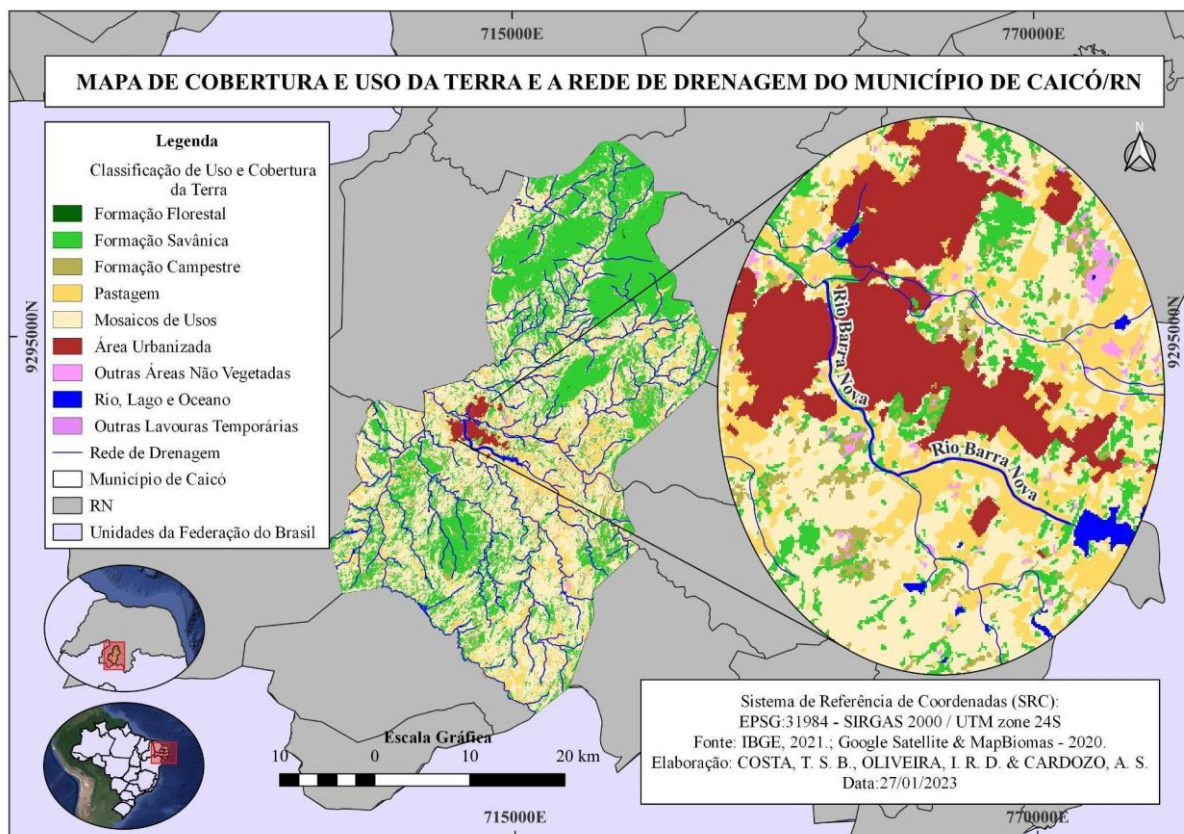 715000E
770000E
MAPA DE COBERTURA E USO DA TERRA E A REDE DE DRENAGEM DO MUNICÍPIO DE CAICÓ/RN
Legenda
Classificação de Uso e Cobertura
da Terra
Formação Florestal
Formação Savânica
Formação Campestre
Pastagem
Mosaicos de Usos
Área Urbanizada
Outras Áreas Não Vegetadas
Rio, Lago e Oceano
Outras Lavouras Temporárias
Rede de Drenagem
Município de Caicó
RN
Unidades da Federação do Brasil
9295000N
N
Rio Barra Nova
Rio Barra Nova
9295000N
Escala Gráfica
10 0 10 20 km
Sistema de Referência de Coordenadas (SRC):
EPSG:31984 - SIRGAS 2000 / UTM zone 24S
Fonte: IBGE, 2021.; Google Satellite & MapBiomas - 2020.
Elaboração: COSTA, T. S. B., OLIVEIRA, I. R. D. & CARDOZO, A. S.
Data:27/01/2023
715000E
770000E